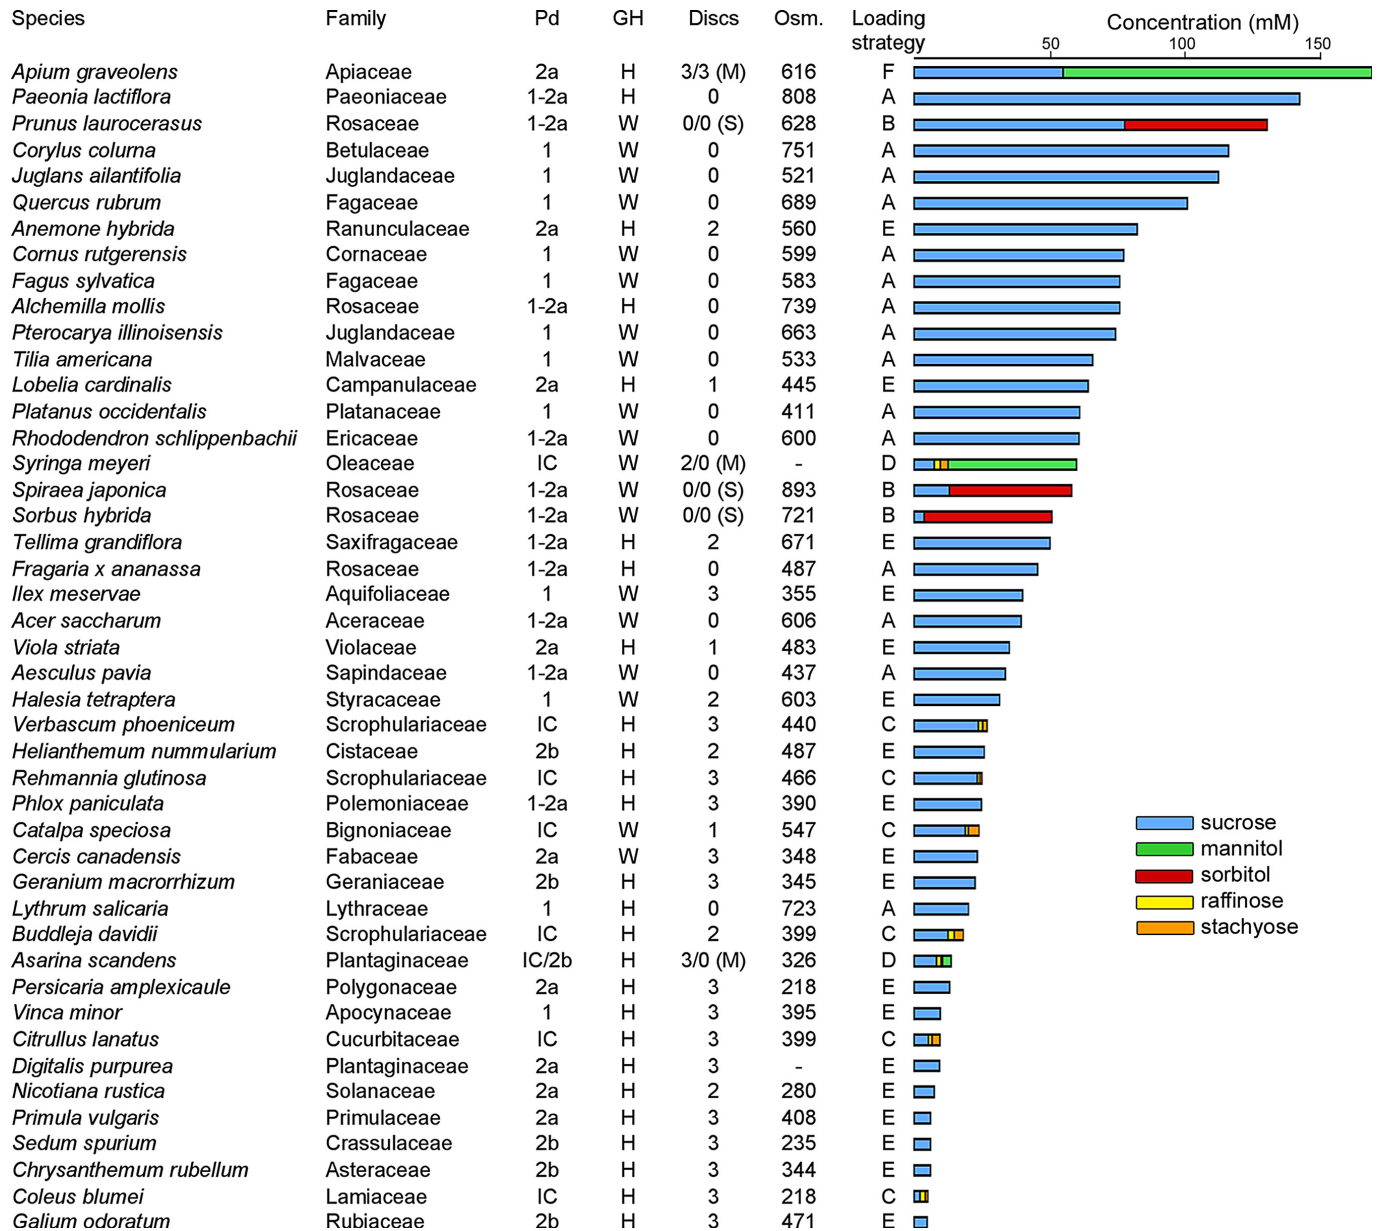 Species Family Pd GH Discs Osm. Loading strategy Concentration (mM)
50 100 150
Apium graveolens Apiaceae 2a H 3/3 (M) 616 F
Paeonia lactiflora Paeoniaceae 1-2a H 0 808 A
Prunus laurocerasus Rosaceae 1-2a W 0/0 (S) 628 B
Corylus colurna Betulaceae 1 W 0 751 A
Juglans ailantifolia Juglandaceae 1 W 0 521 A
Quercus rubrum Fagaceae 1 W 0 689 A
Anemone hybrida Ranunculaceae 2a H 2 560 E
Cornus rutgerensis Cornaceae 1 W 0 599 A
Fagus sylvatica Fagaceae 1 W 0 583 A
Alchemilla mollis Rosaceae 1-2a H 0 739 A
Pterocarya illinoisensis Juglandaceae 1 W 0 663 A
Tilia americana Malvaceae 1 W 0 533 A
Lobelia cardinalis Campanulaceae 2a H 1 445 E
Platanus occidentalis Platanaceae 1 W 0 411 A
Rhododendron schlippenbachii Ericaceae 1-2a W 0 600 A
Syringa meyeri Oleaceae IC W 2/0 (M) - D
Spiraea japonica Rosaceae 1-2a W 0/0 (S) 893 B
Sorbus hybrida Rosaceae 1-2a W 0/0 (S) 721 B
Tellima grandiflora Saxifragaceae 1-2a H 2 671 E
Fragaria x ananassa Rosaceae 1-2a H 0 487 A
Ilex meservae Aquifoliaceae 1 W 3 355 E
Acer saccharum Aceraceae 1-2a W 0 606 A
Viola striata Violaceae 2a H 1 483 E
Aesculus pavia Sapindaceae 1-2a W 0 437 A
Halesia tetraptera Styracaceae 1 W 2 603 E
Verbascum phoeniceum Scrophulariaceae IC H 3 440 C
Helianthemum nummularium Cistaceae 2b H 2 487 E
Rehmannia glutinosa Scrophulariaceae IC H 3 466 C
Phlox paniculata Polemoniaceae 1-2a H 3 390 E
Catalpa speciosa Bignoniaceae IC W 1 547 C
Cercis canadensis Fabaceae 2a W 3 348 E
Geranium macrorrhizum Geraniaceae 2b H 3 345 E
Lythrum salicaria Lythraceae 1 H 0 723 A
Buddleja davidii Scrophulariaceae IC H 2 399 C
Asarina scandens Plantaginaceae IC/2b H 3/0 (M) 326 D
Persicaria amplexicaule Polygonaceae 2a H 3 218 E
Vinca minor Apocynaceae 1 H 3 395 E
Citrullus lanatus Cucurbitaceae IC H 3 399 C
Digitalis purpurea Plantaginaceae 2a H 3 - E
Nicotiana rustica Solanaceae 2a H 2 280 E
Primula vulgaris Primulaceae 2a H 3 408 E
Sedum spurium Crassulaceae 2b H 3 235 E
Chrysanthemum rubellum Asteraceae 2b H 3 344 E
Coleus blumei Lamiaceae IC H 3 218 C
Galium odoratum Rubiaceae 2b H 3 471 E
sucrose
mannitol
sorbitol
raffinose
stachyose